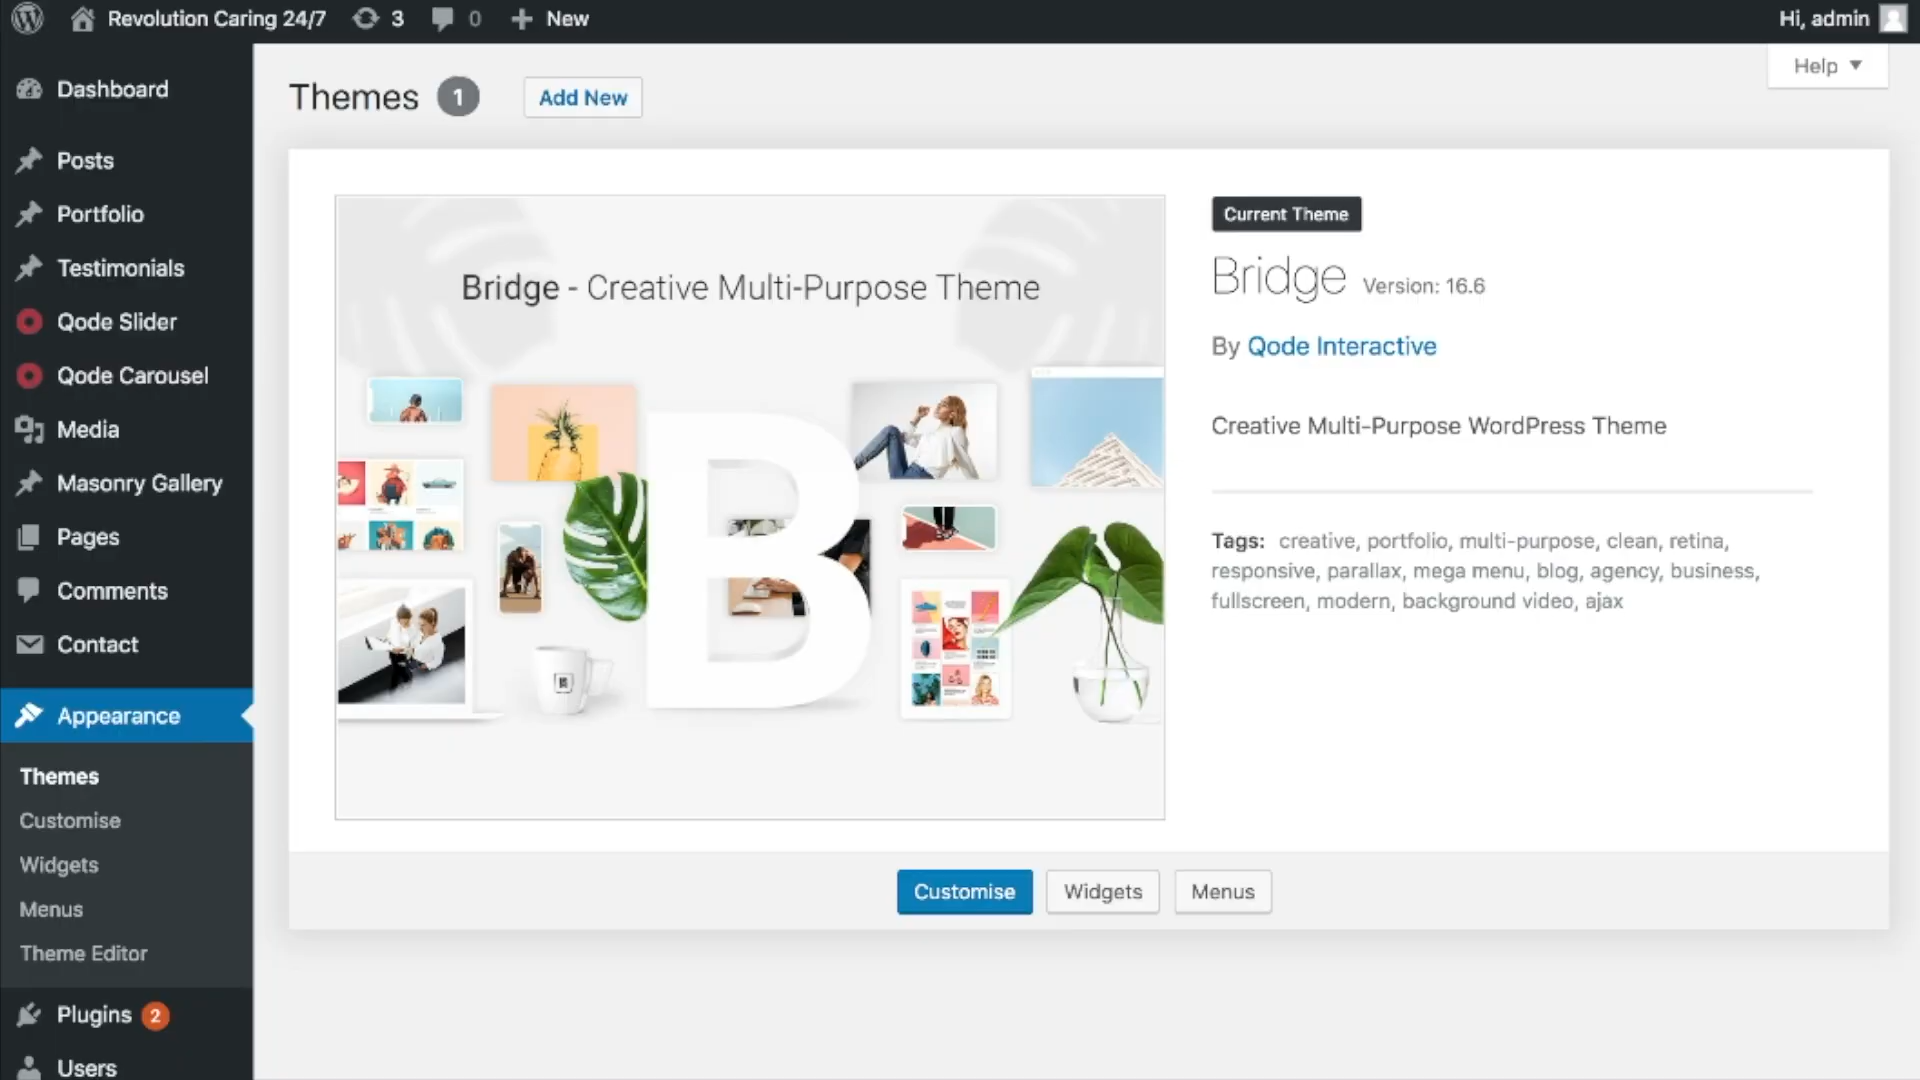 Revolution Caring 24/7
3
0
New
Hi, admin
Help
Dashboard
Posts
Portfolio
Testimonials
Qode Slider
Qode Carousel
Media
Masonry Gallery
Pages
Comments
Contact
Appearance
Themes
Customise
Widgets
Menus
Theme Editor
Plugins 2
Users
Themes 1
Add New
Bridge - Creative Multi-Purpose Theme
B
Current Theme
Bridge Version: 16.6
By Qode Interactive
Creative Multi-Purpose WordPress Theme
Tags: creative, portfolio, multi-purpose, clean, retina,
responsive, parallax, mega menu, blog, agency, business,
fullscreen, modern, background video, ajax
Customise
Widgets
Menus